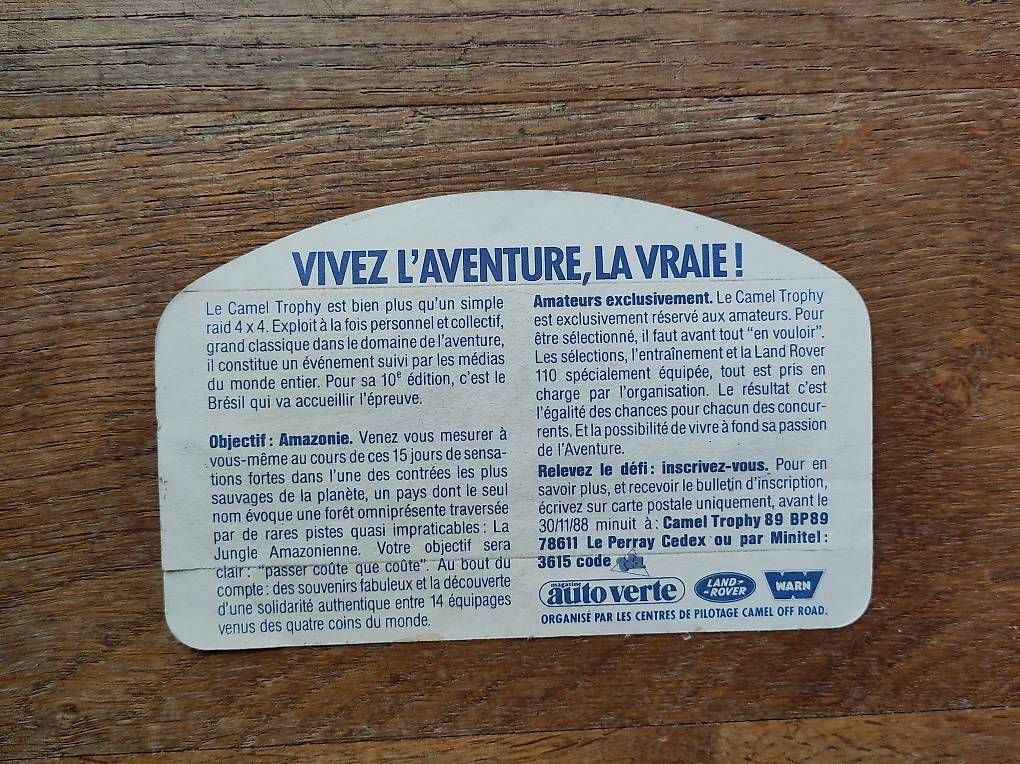 VIVEZ L'AVENTURE, LA VRAIE !
Le Camel Trophy est bien plus qu'un simple
raid 4 x 4. Exploit à la fois personnel et collectif,
grand classique dans le domaine de l'aventure,
il constitue un événement suivi par les médias
du monde entier. Pour sa 10e édition, c'est le
Brésil qui va accueillir l'épreuve.
Objectif : Amazonie. Venez vous mesurer à
vous-même au cours de ces 15 jours de sensa-
tions fortes dans l'une des contrées les plus
sauvages de la planète, un pays dont le seul
nom évoque une forêt omniprésente traversée
par de rares pistes quasi impraticables : La
Jungle Amazonienne. Votre objectif sera
clair : "passer coûte que coûte". Au bout du
compte : des souvenirs fabuleux et la découverte
d'une solidarité authentique entre 14 équipages
venus des quatre coins du monde.
Amateurs exclusivement. Le Camel Trophy
est exclusivement réservé aux amateurs. Pour
être sélectionné, il faut avant tout "en vouloir".
Les sélections, l'entraînement et la Land Rover
110 spécialement équipée, tout est pris en
charge par l'organisation. Le résultat c'est
l'égalité des chances pour chacun des concur-
rents. Et la possibilité de vivre à fond sa passion
de l'Aventure.
Relevez le défi : inscrivez-vous. Pour en
savoir plus, et recevoir le bulletin d'inscription,
écrivez sur carte postale uniquement, avant le
30/11/88 minuit à : Camel Trophy 89 BP89
78611 Le Perray Cedex ou par Minitel :
3615 code
magazine
auto verte
LAND-
-ROVER
WARN
ORGANISÉ PAR LES CENTRES DE PILOTAGE CAMEL OFF ROAD.